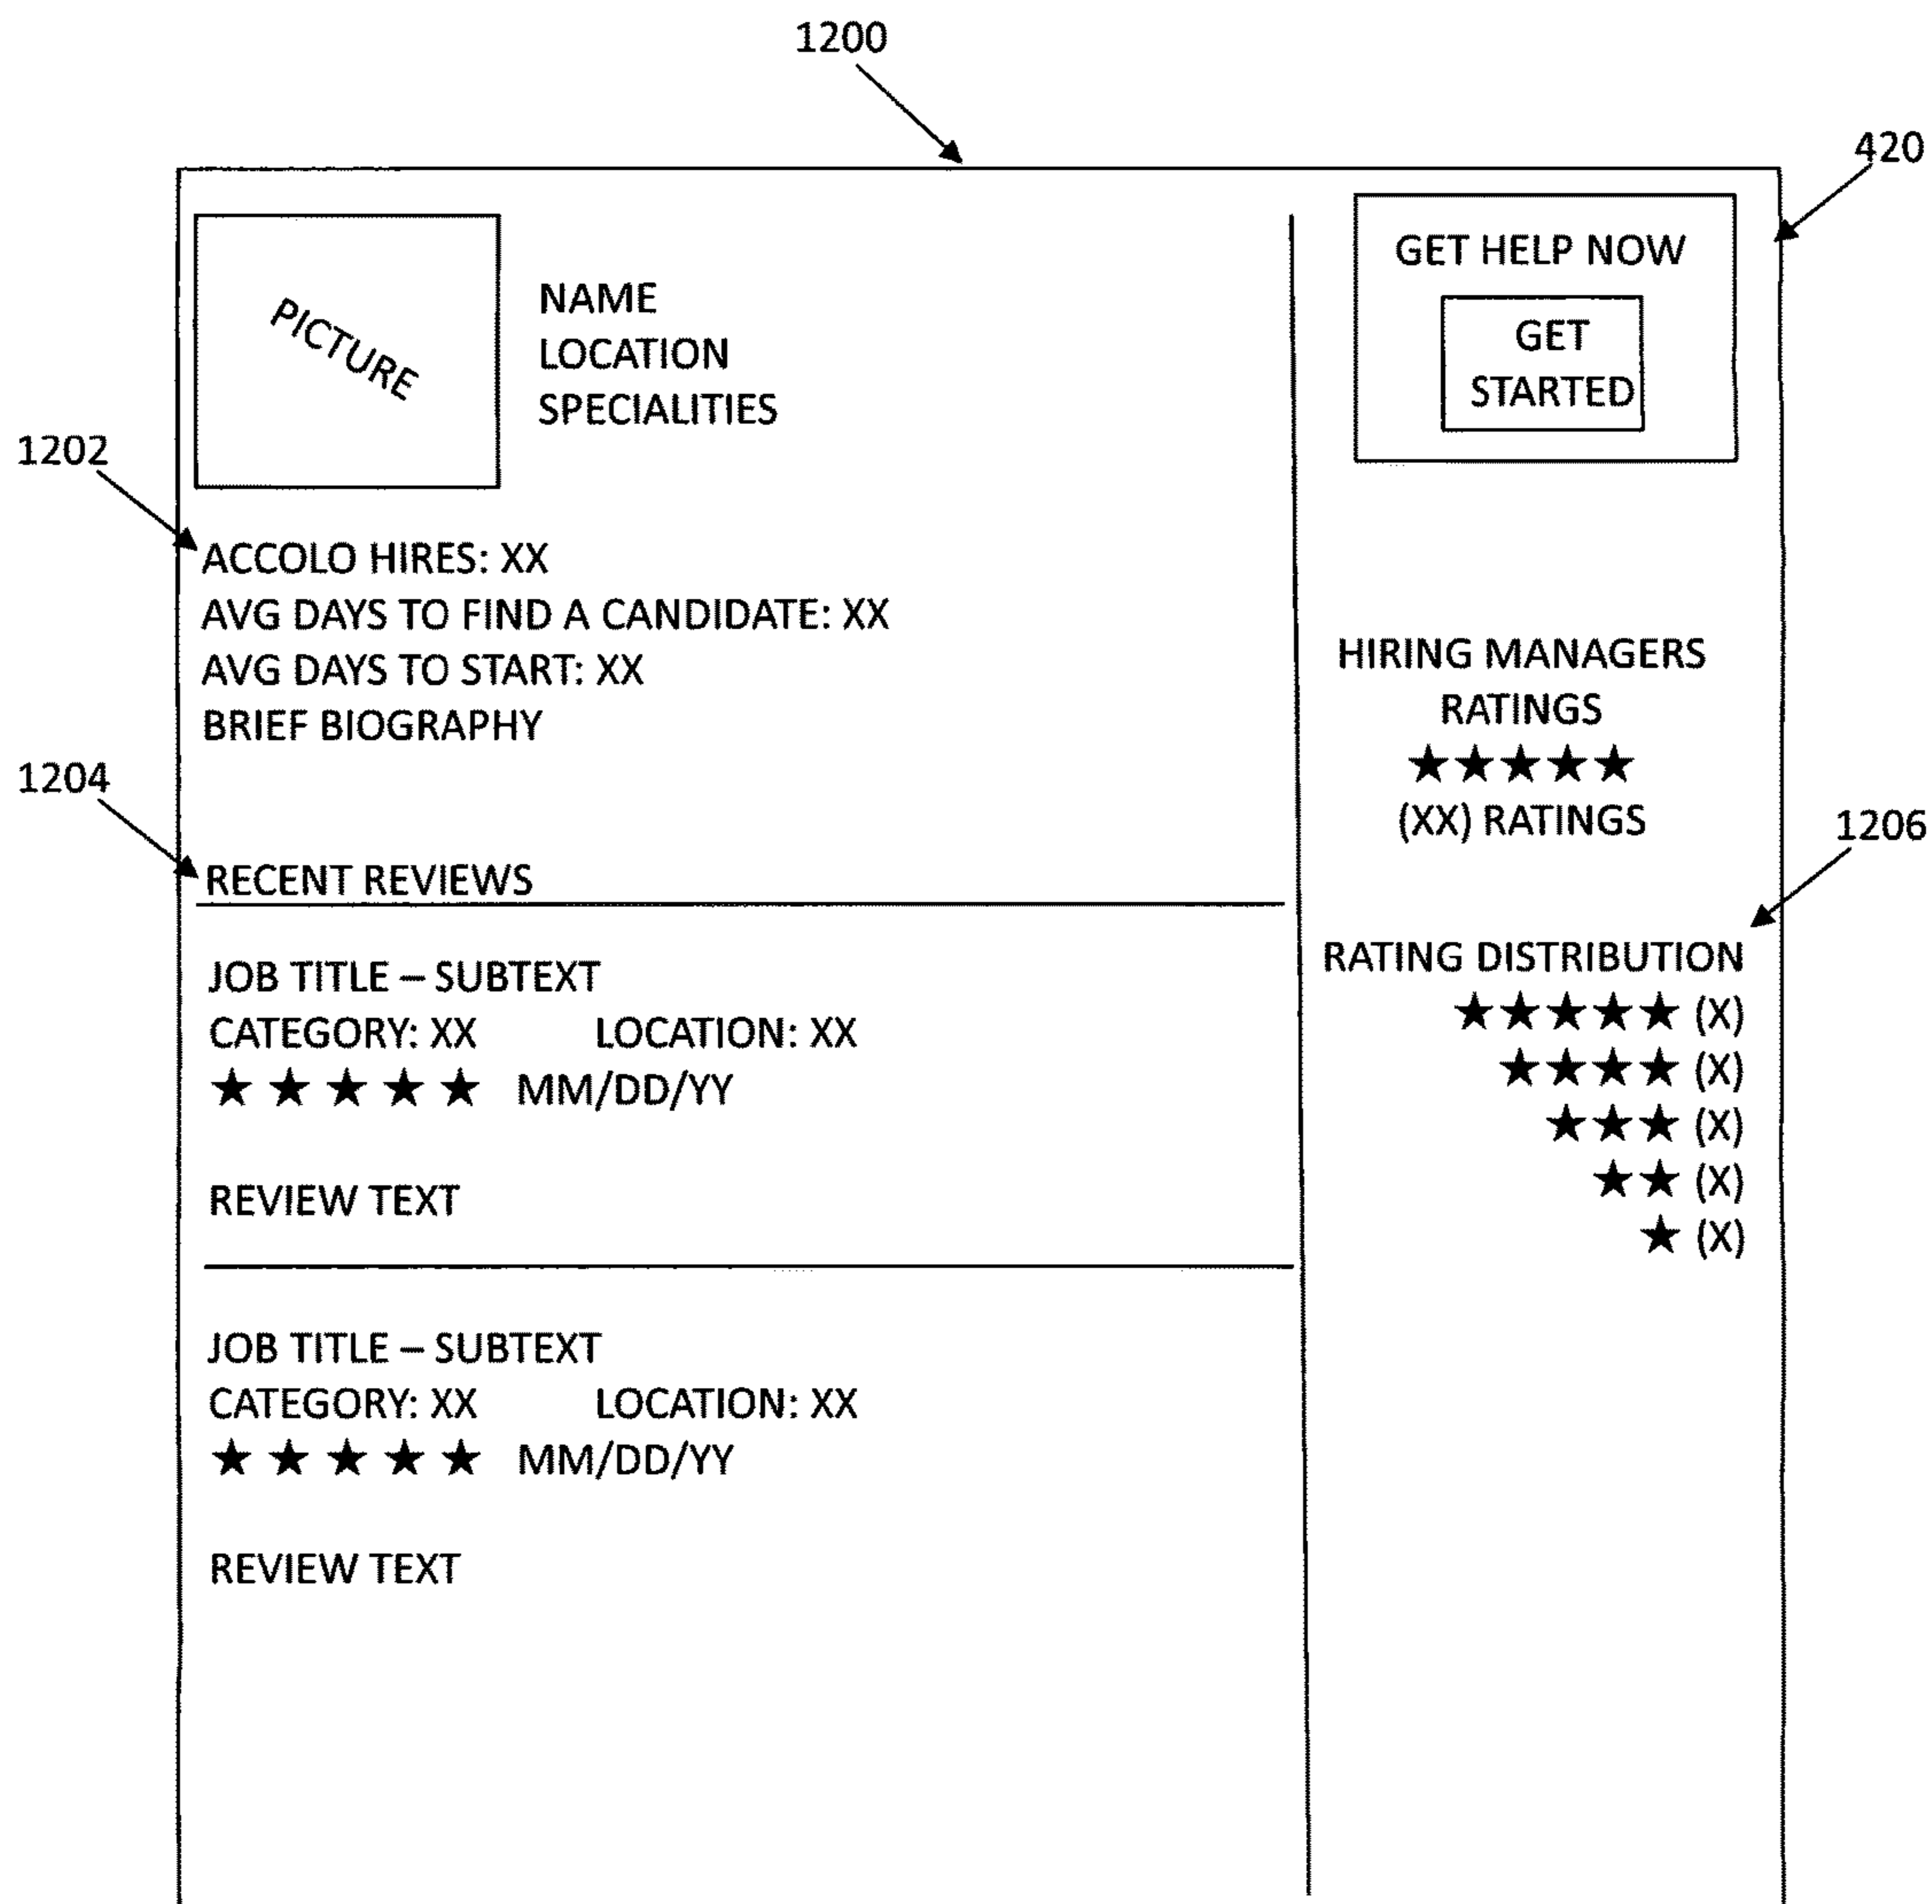 1200
420
PICTURE
NAME
LOCATION
SPECIALITIES
GET HELP NOW
GET
STARTED
1202
ACCOLO HIRES: XX
AVG DAYS TO FIND A CANDIDATE: XX
AVG DAYS TO START: XX
BRIEF BIOGRAPHY
HIRING MANAGERS
RATINGS
★★★★★
(XX) RATINGS
1204
RECENT REVIEWS
1206
RATING DISTRIBUTION
★★★★★ (X)
★★★★ (X)
★★★ (X)
★★ (X)
★ (X)
JOB TITLE – SUBTEXT
CATEGORY: XX LOCATION: XX
★ ★ ★ ★ ★ MM/DD/YY
REVIEW TEXT
JOB TITLE – SUBTEXT
CATEGORY: XX LOCATION: XX
★ ★ ★ ★ ★ MM/DD/YY
REVIEW TEXT